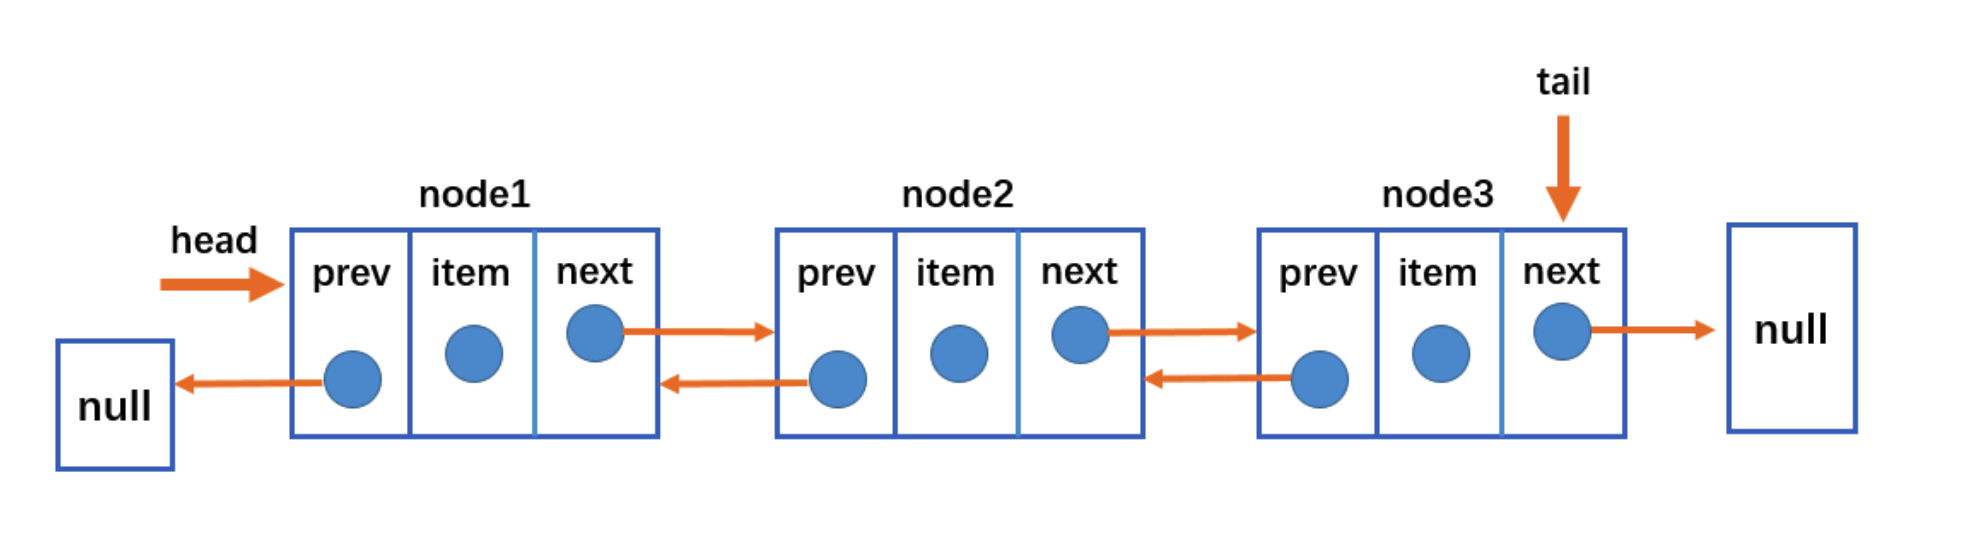 tail
node1 node2 node3
head
prev item next prev item next prev item next
null
null